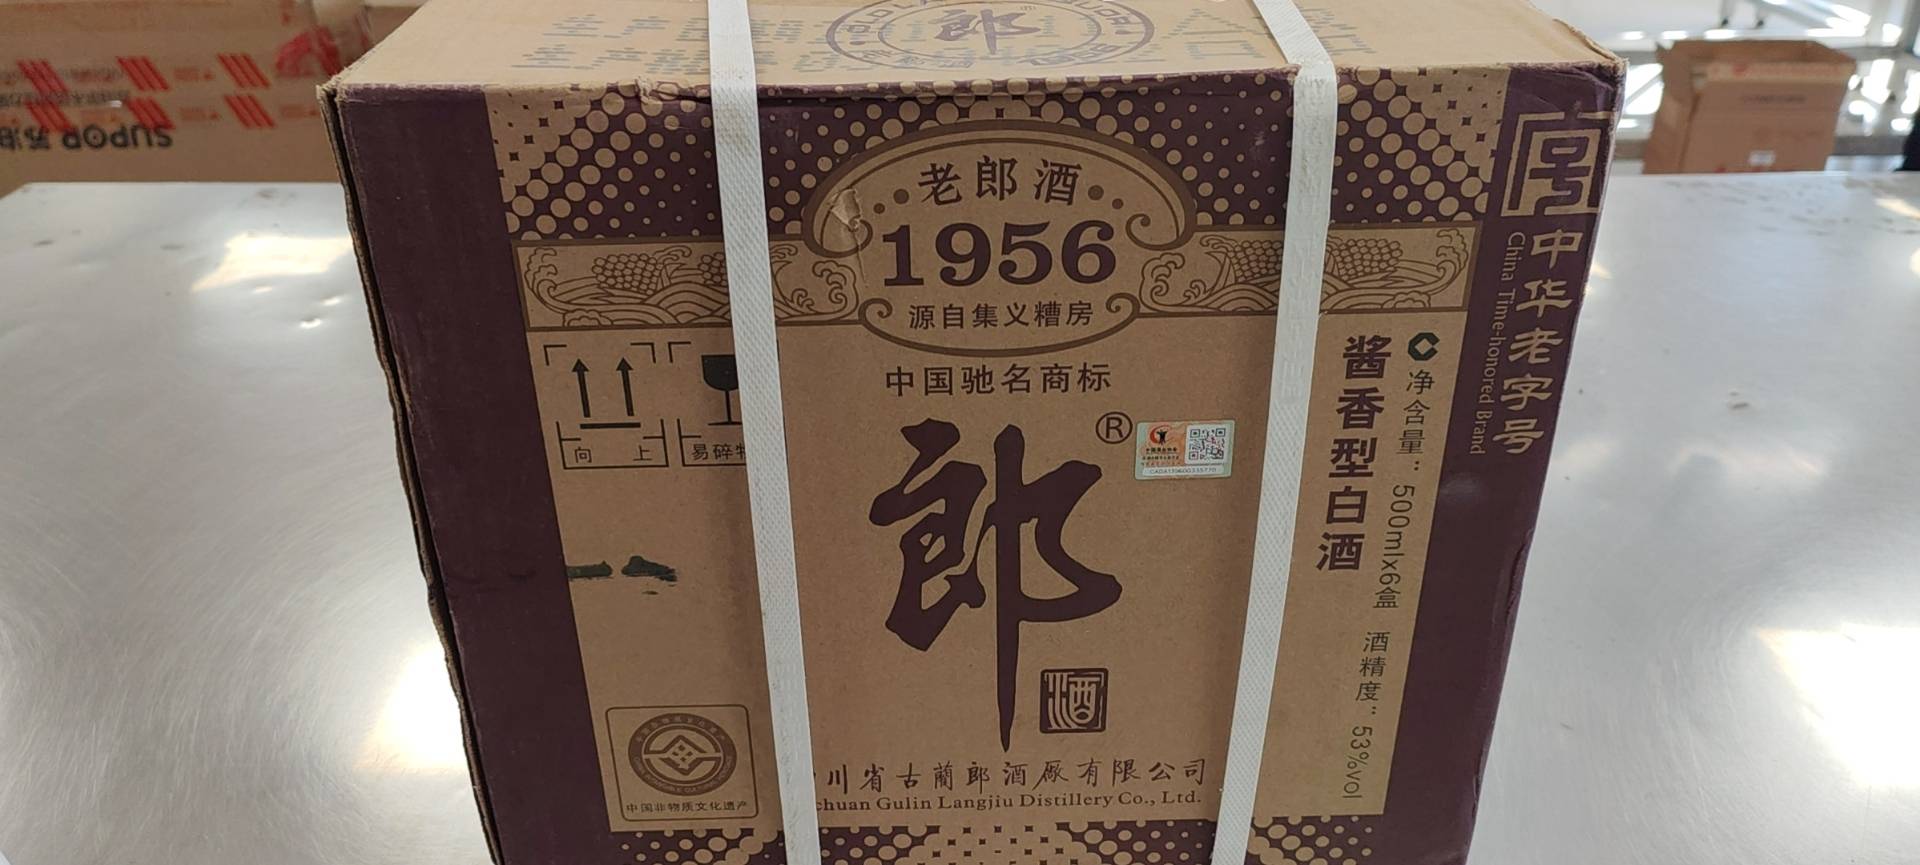 SUPOR 苏泊
郎
老郎酒
1956
源自集义糟房
中国驰名商标
郎®
酒
向上
易碎
酱香型白酒
净含量：500mlx6盒 酒精度：53%vol
中华老字号
China Time-honored Brand
中国非物质文化遗产
川省古蔺郎酒厰有限公司
chuan Gulin Langjiu Distillery Co., Ltd.